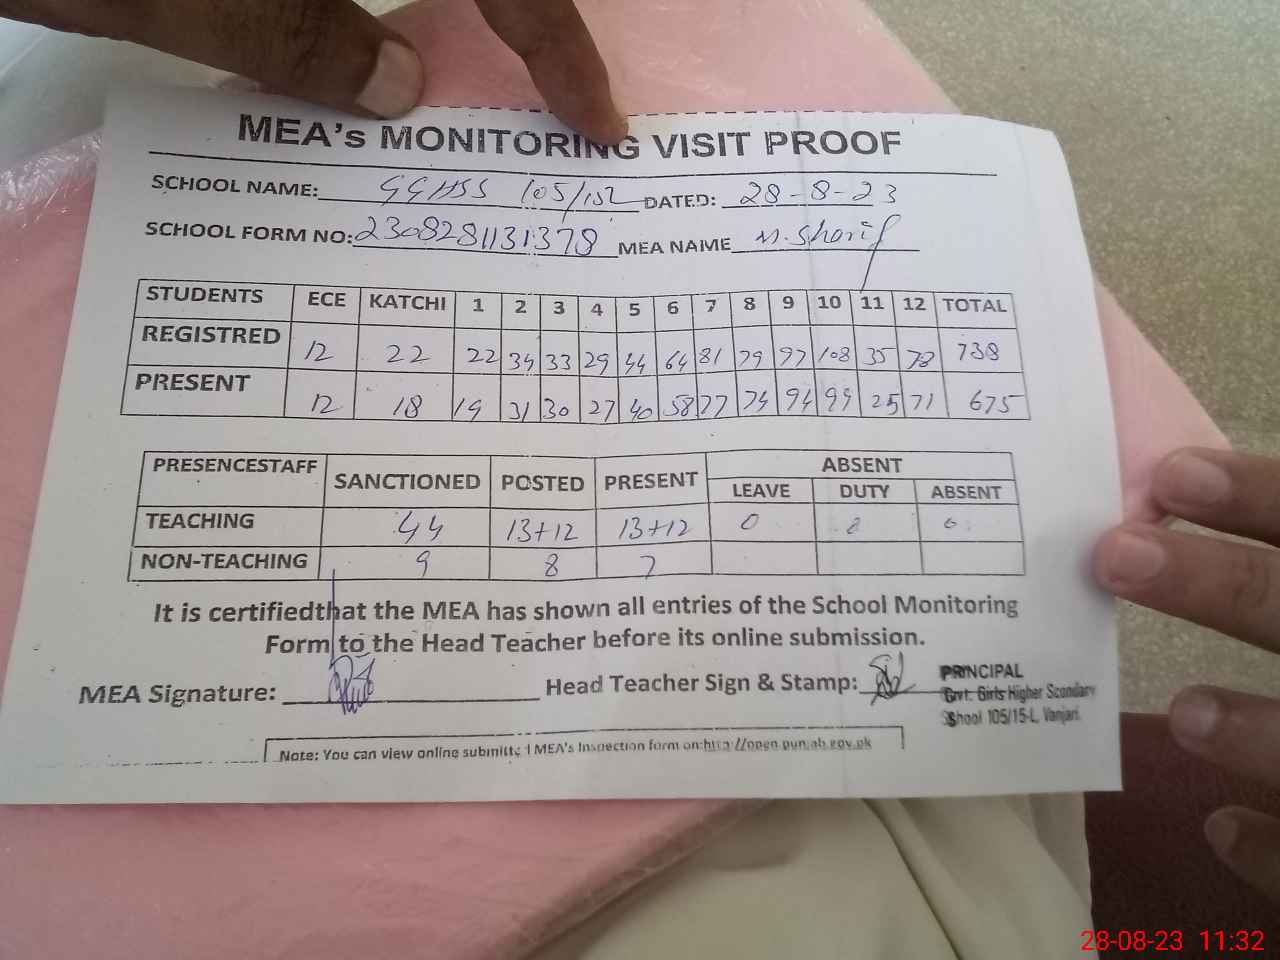 MEA's MONITORING VISIT PROOF
SCHOOL NAME: GGHSS 105/15L DATED: 28-8-23
SCHOOL FORM NO: 2308281131378 MEA NAME M. Sharif
STUDENTS ECE KATCHI 1 2 3 4 5 6 7 8 9 10 11 12 TOTAL
REGISTRED 12 22 22 34 33 29 44 64 81 79 97 108 35 78 738
PRESENT 12 18 19 31 30 27 40 58 77 74 94 99 25 71 675
PRESENCESTAFF SANCTIONED POSTED PRESENT ABSENT
LEAVE DUTY ABSENT
TEACHING 44 13+12 13+12 0 0
NON-TEACHING 9 8 7
It is certifiedthat the MEA has shown all entries of the School Monitoring
Form to the Head Teacher before its online submission.
MEA Signature: Head Teacher Sign & Stamp: PRINCIPAL
Govt. Girls Higher Scondary
School 105/15-L, Vanjari.
Note: You can view online submitted MEA's Inspection form on:http://open.punjab.gov.pk
28-08-23 11:32